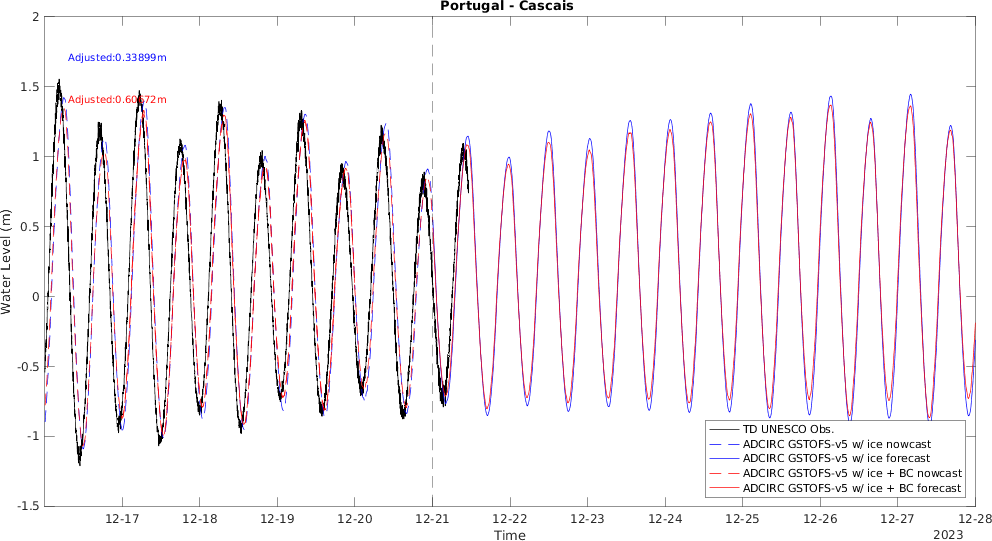 Portugal - Cascais
2
Adjusted:0.33899m
1.5
Adjusted:0.60672m
1
0.5
Water Level (m)
0
-0.5
-1
TD UNESCO Obs.
ADCIRC GSTOFS-v5 w/ ice nowcast
ADCIRC GSTOFS-v5 w/ ice forecast
ADCIRC GSTOFS-v5 w/ ice + BC nowcast
ADCIRC GSTOFS-v5 w/ ice + BC forecast
-1.5
12-17 12-18 12-19 12-20 12-21 12-22 12-23 12-24 12-25 12-26 12-27 12-28
Time
2023